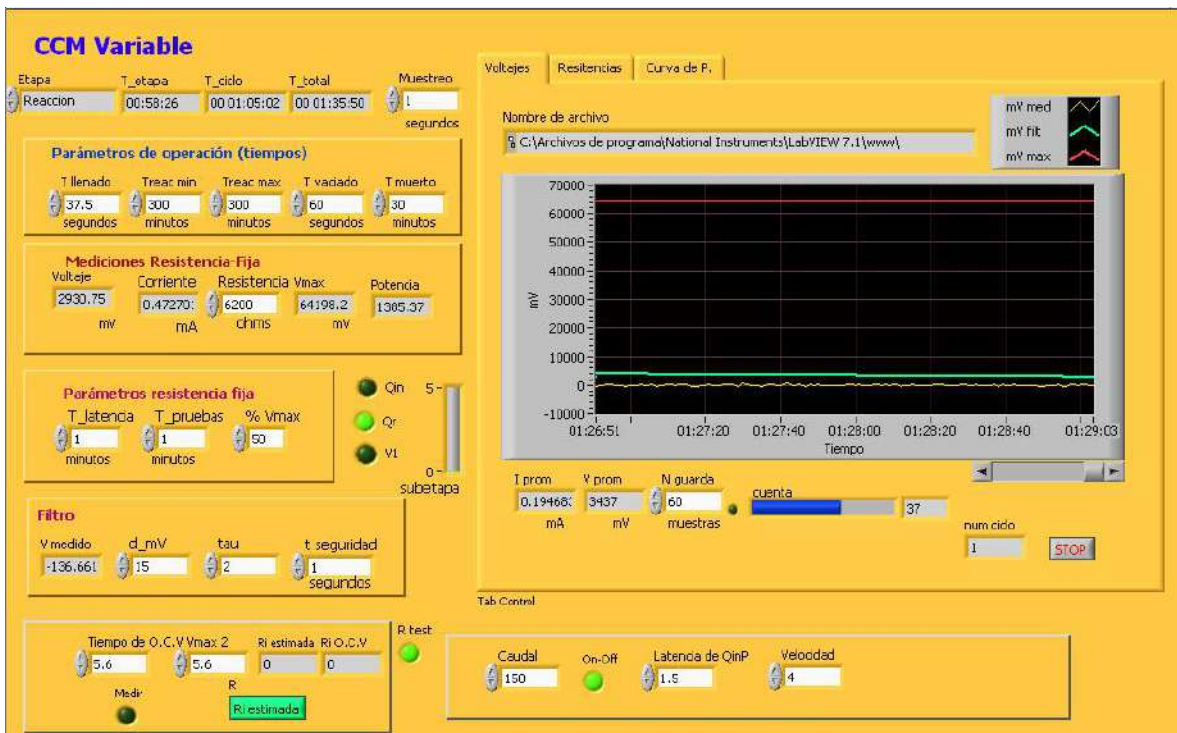 CCM Variable
Etapa T_etapa T_ciclo T_total Muestreo
Reaccion 00:58:26 00 01:05:02 00 01:35:50 1
segundos
Parámetros de operación (tiempos)
T llenado Treac min Treac max T vaciado T muerto
37.5 300 300 60 30
segundos minutos minutos segundos minutos
Mediciones Resistencia-Fija
Voltaje Corriente Resistencia Vmax Potencia
2930.75 6200 64198.2 1385.37
mV mA ohms mV
Parámetros resistencia fija
T_latencia T_pruebas % Vmax
1 1 50
minutos minutos
Qin
Qr
V1
5
0
subetapa
Filtro
V medido d_mV tau t seguridad
-136.661 15 2 1
segundos
Tiempo de O.C.V Vmax 2 Ri estimada Ri O.C.V
5.6 5.6 0 0
Medir
R
Ri estimada
R test
Voltajes Resitencias Curva de P.
Nombre de archivo
C:\Archivos de programa\National Instruments\LabVIEW 7.1\www\
mV med
mV filt
mV max
70000
60000
50000
40000
30000
20000
10000
0
-10000
mV
01:26:51 01:27:20 01:27:40 01:28:00 01:28:20 01:28:40 01:29:03
Tiempo
I prom V prom N guarda cuenta
3437 60 37
mA mV muestras
num ciclo
1
STOP
Tab Control
Caudal On-Off Latencia de QinP Velocidad
150 1.5 4